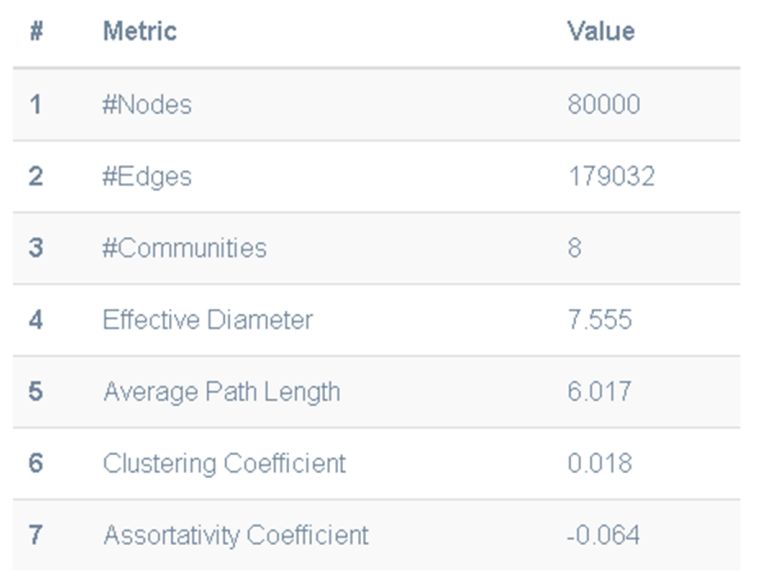 # Metric Value
1 #Nodes 80000
2 #Edges 179032
3 #Communities 8
4 Effective Diameter 7.555
5 Average Path Length 6.017
6 Clustering Coefficient 0.018
7 Assortativity Coefficient -0.064